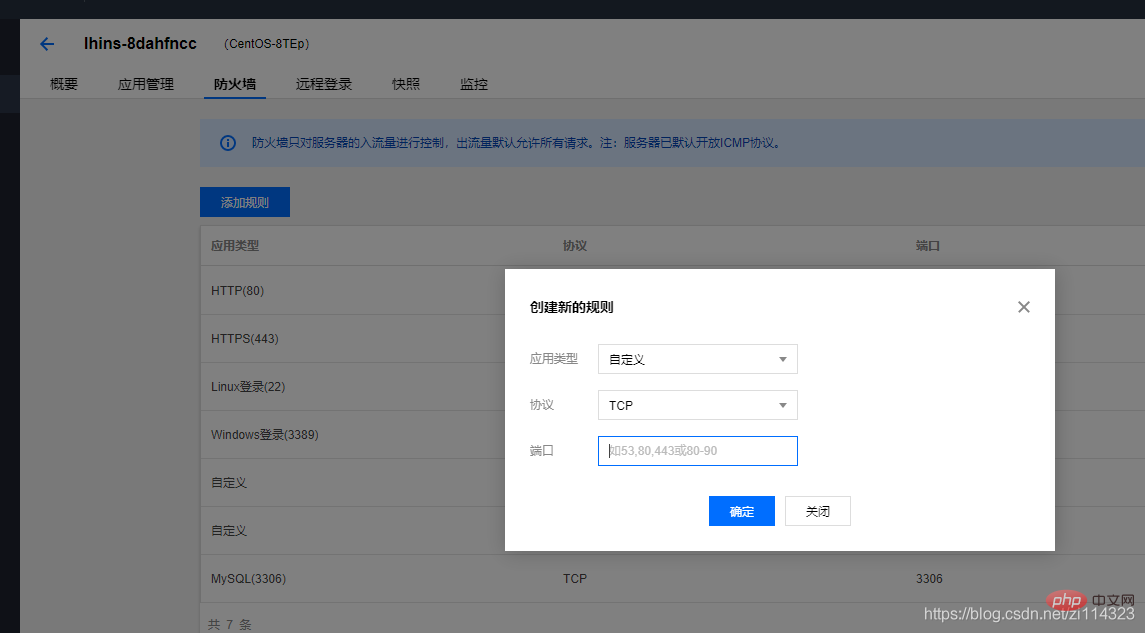 lhins-8dahfncc (CentOS-8TEp)
概要 应用管理 防火墙 远程登录 快照 监控
防火墙只对服务器的入流量进行控制，出流量默认允许所有请求。注：服务器已默认开放ICMP协议。
添加规则
应用类型 协议 端口
HTTP(80)
HTTPS(443)
Linux登录(22)
Windows登录(3389)
自定义
自定义
MySQL(3306) TCP 3306
共 7 条
创建新的规则
应用类型 自定义
协议 TCP
端口 如53,80,443或80-90
确定 关闭
php 中文网
https://blog.csdn.net/zi114323